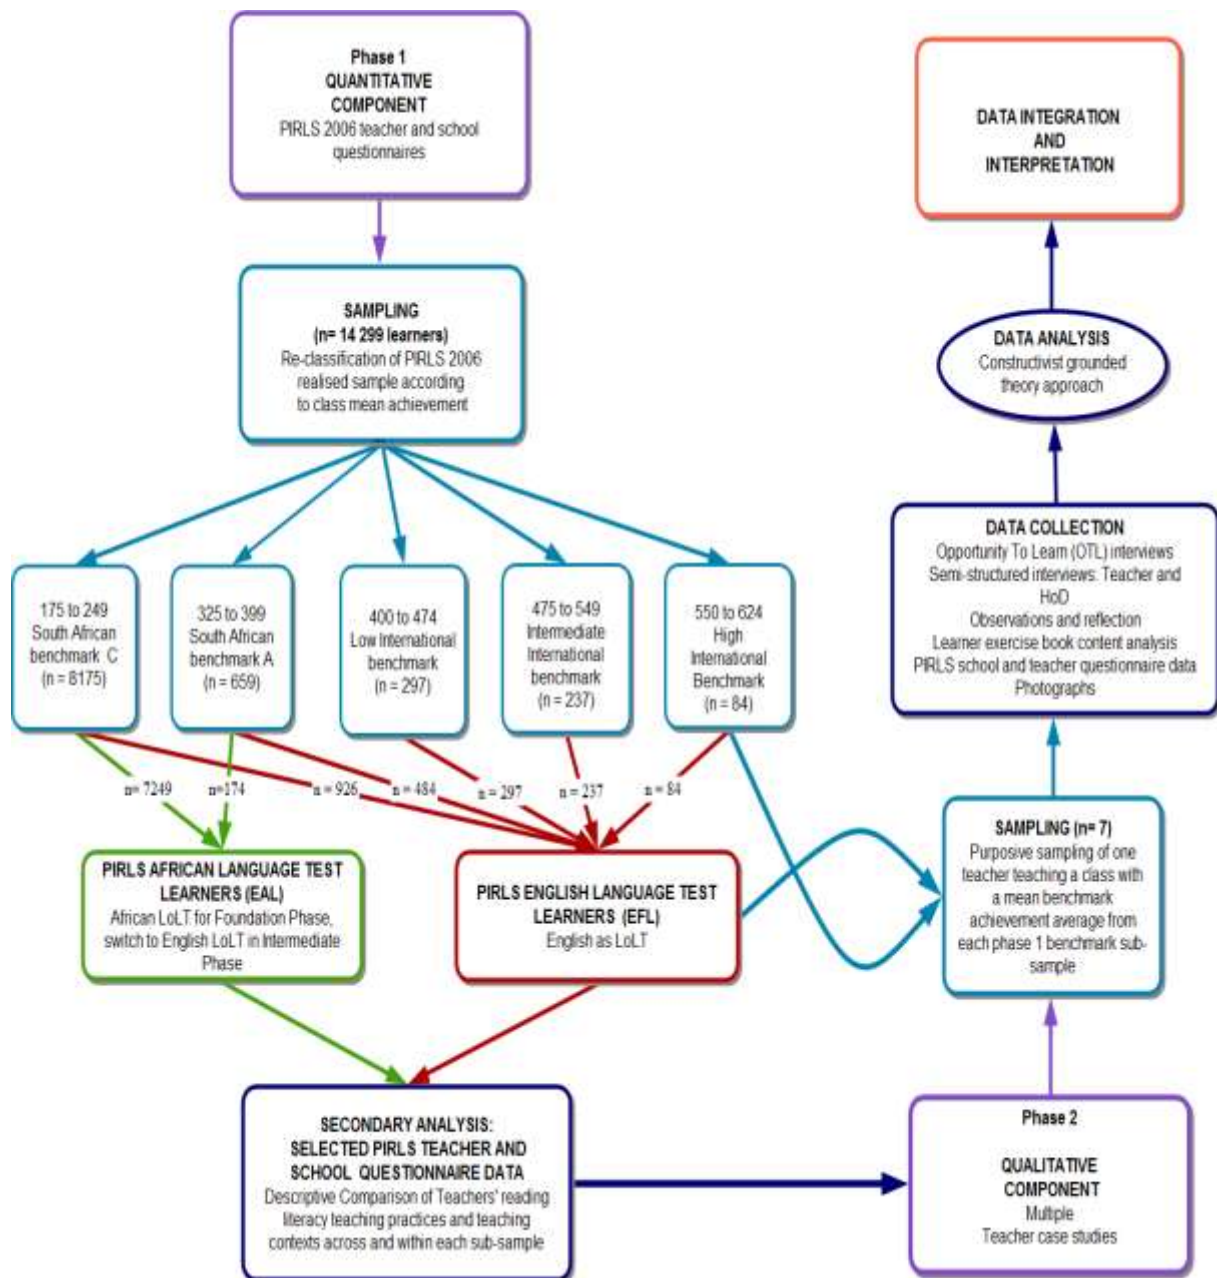 Phase 1
QUANTITATIVE
COMPONENT
PIRLS 2006 teacher and school
questionnaires
SAMPLING
(n= 14 299 learners)
Re-classification of PIRLS 2006
realised sample according
to class mean achievement
175 to 249
South African
benchmark C
(n = 8175)
325 to 399
South African
benchmark A
(n = 659)
400 to 474
Low International
benchmark
(n = 297)
475 to 549
Intermediate
International
benchmark
(n = 237)
550 to 624
High
International
Benchmark
(n = 84)
n= 7249
n=174
n = 926
n = 484
n = 297
n = 237
n = 84
PIRLS AFRICAN LANGUAGE TEST
LEARNERS (EAL)
African LoLT for Foundation Phase,
switch to English LoLT in Intermediate
Phase
PIRLS ENGLISH LANGUAGE TEST
LEARNERS (EFL)
English as LoLT
SECONDARY ANALYSIS:
SELECTED PIRLS TEACHER AND
SCHOOL QUESTIONNAIRE DATA
Descriptive Comparison of Teachers' reading
literacy teaching practices and teaching
contexts across and within each sub-sample
Phase 2
QUALITATIVE
COMPONENT
Multiple
Teacher case studies
SAMPLING (n= 7)
Purposive sampling of one
teacher teaching a class with
a mean benchmark
achievement average from
each phase 1 benchmark sub-
sample
DATA COLLECTION
Opportunity To Learn (OTL) interviews
Semi-structured interviews: Teacher and
HoD
Observations and reflection
Learner exercise book content analysis
PIRLS school and teacher questionnaire data
Photographs
DATA ANALYSIS
Constructivist grounded
theory approach
DATA INTEGRATION
AND
INTERPRETATION